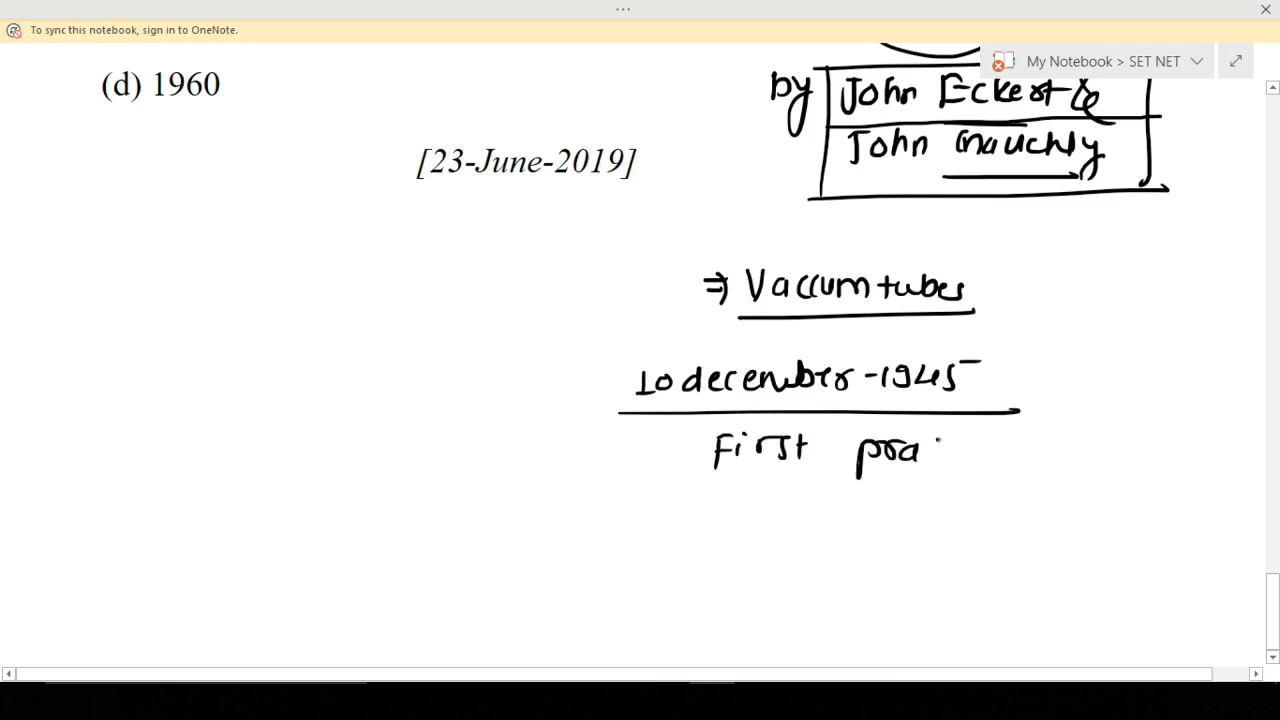 To sync this notebook, sign in to OneNote.
My Notebook > SET NET
(d) 1960
by John Eckert &
John Mauchly
[23-June-2019]
⇒ Vaccum tubes
10 december - 1945
First pra